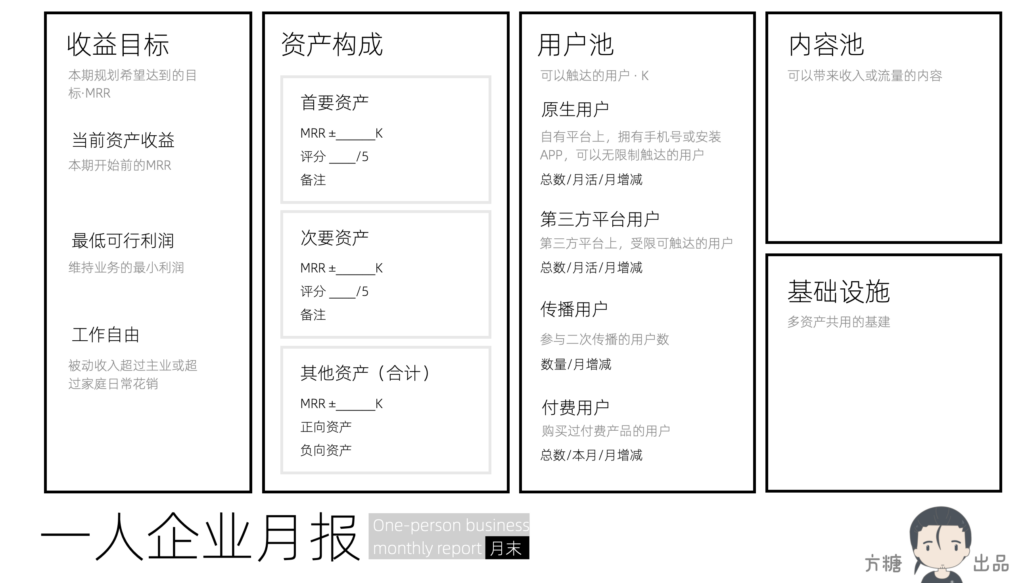 收益目标
本期规划希望达到的目
标·MRR
当前资产收益
本期开始前的MRR
最低可行利润
维持业务的最小利润
工作自由
被动收入超过主业或超
过家庭日常花销
资产构成
首要资产
MRR ±______K
评分 ____/5
备注
次要资产
MRR ±______K
评分 ____/5
备注
其他资产（合计）
MRR ±______K
正向资产
负向资产
用户池
可以触达的用户 · K
原生用户
自有平台上，拥有手机号或安装
APP，可以无限制触达的用户
总数/月活/月增减
第三方平台用户
第三方平台上，受限可触达的用户
总数/月活/月增减
传播用户
参与二次传播的用户数
数量/月增减
付费用户
购买过付费产品的用户
总数/本月/月增减
内容池
可以带来收入或流量的内容
基础设施
多资产共用的基建
一人企业月报
One-person business
monthly report 月末
方糖 出品